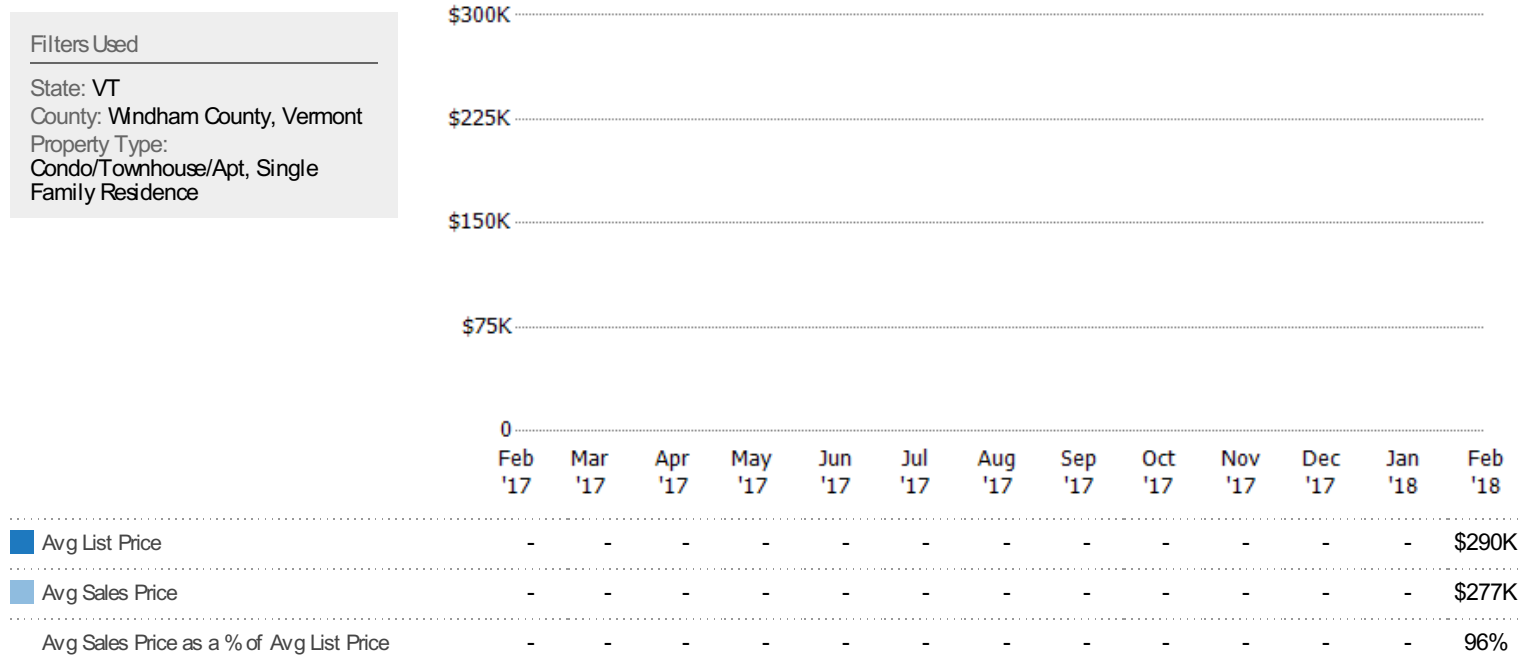 Filters Used
State: VT
County: Windham County, Vermont
Property Type:
Condo/Townhouse/Apt, Single
Family Residence
$300K
$225K
$150K
$75K
0
Feb Mar Apr May Jun Jul Aug Sep Oct Nov Dec Jan Feb
'17 '17 '17 '17 '17 '17 '17 '17 '17 '17 '17 '18 '18
Avg List Price - - - - - - - - - - - - $290K
Avg Sales Price - - - - - - - - - - - - $277K
Avg Sales Price as a % of Avg List Price - - - - - - - - - - - - 96%